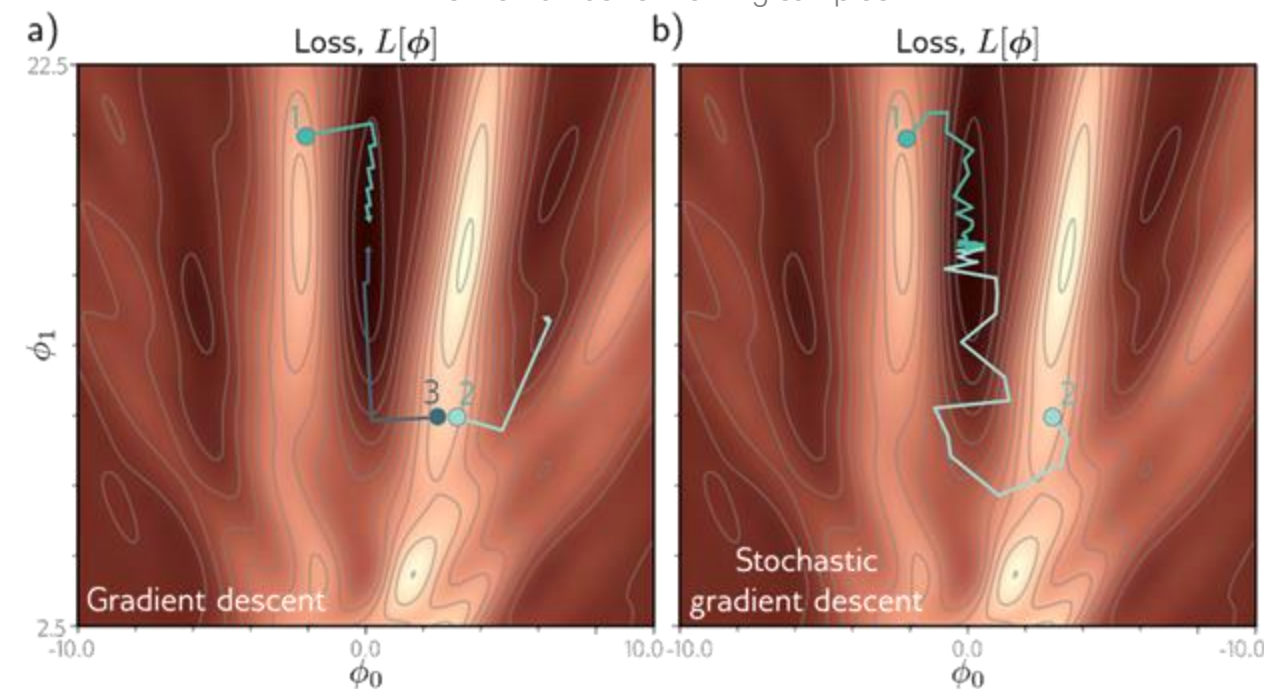 a)
Loss, L[ϕ]
22.5
1
3
2
ϕ1
Gradient descent
2.5
-10.0
0.0
10.0
ϕ0
b)
Loss, L[ϕ]
1
2
Stochastic
gradient descent
-10.0
0.0
-10.0
ϕ0